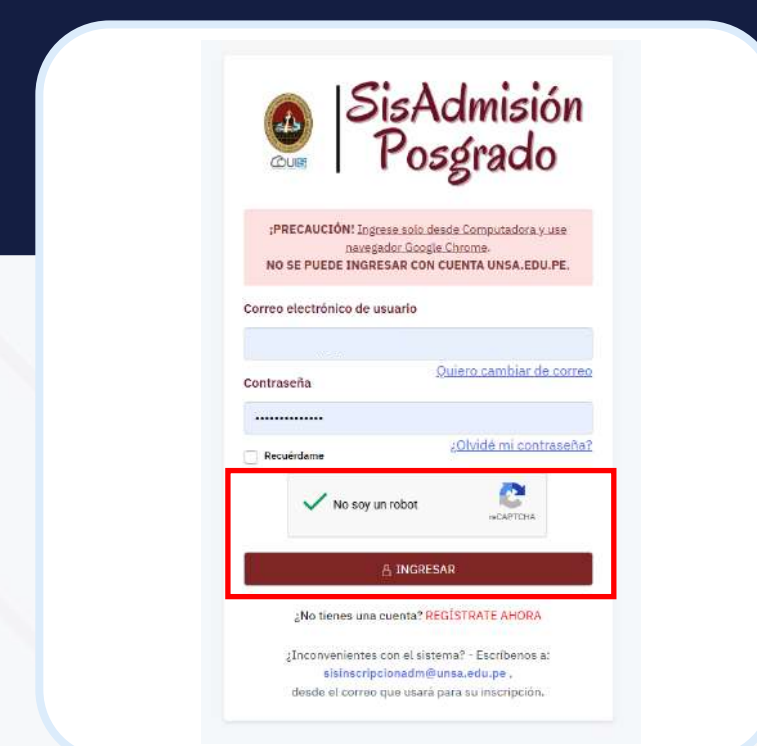 SisAdmisión
Posgrado
¡PRECAUCIÓN! Ingrese solo desde Computadora y use
navegador Google Chrome.
NO SE PUEDE INGRESAR CON CUENTA UNSA.EDU.PE.
Correo electrónico de usuario
Quiero cambiar de correo
Contraseña
••••••••••••••
¿Olvidé mi contraseña?
Recuérdame
No soy un robot
reCAPTCHA
INGRESAR
¿No tienes una cuenta? REGÍSTRATE AHORA
¿Inconvenientes con el sistema? - Escríbenos a:
sisinscripcionadm@unsa.edu.pe ,
desde el correo que usará para su inscripción.